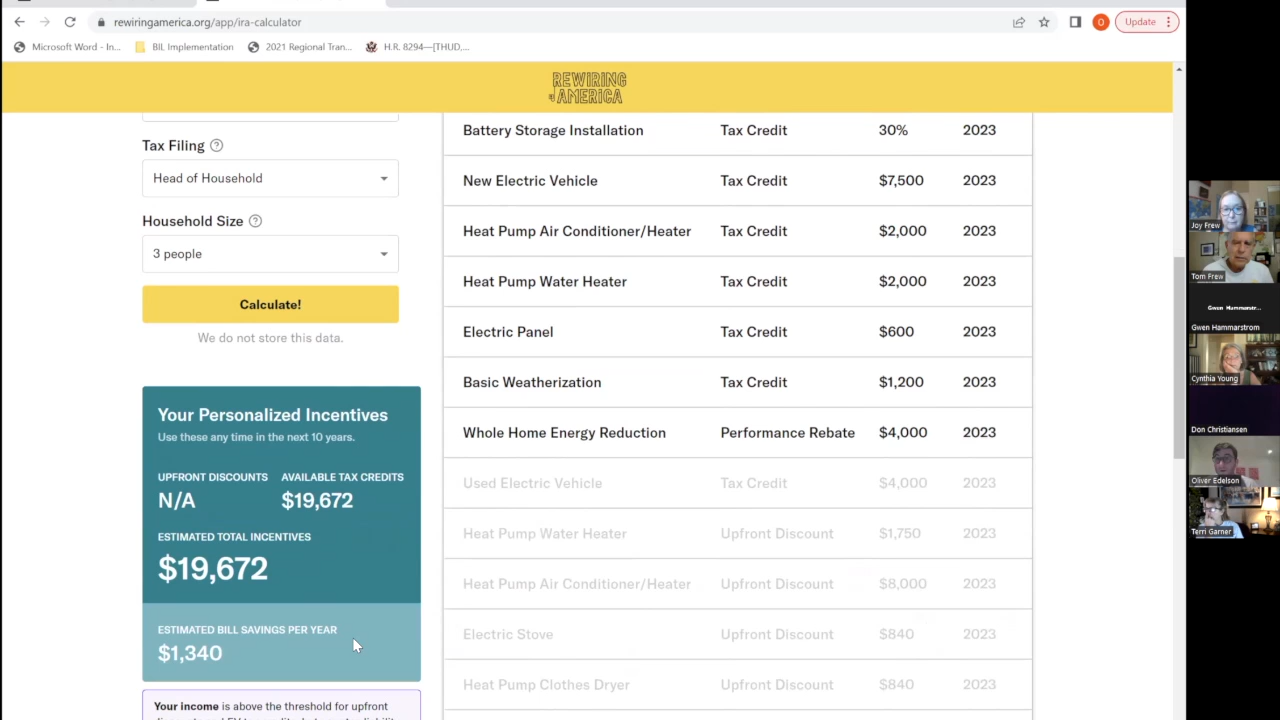 rewiringamerica.org/app/ira-calculator
O
Update
Microsoft Word - In...
BIL Implementation
2021 Regional Tran...
H.R. 8294—[THUD,...
REWIRING
AMERICA
Tax Filing ?
Head of Household
Household Size ?
3 people
Calculate!
We do not store this data.
Your Personalized Incentives
Use these any time in the next 10 years.
UPFRONT DISCOUNTS AVAILABLE TAX CREDITS
N/A $19,672
ESTIMATED TOTAL INCENTIVES
$19,672
ESTIMATED BILL SAVINGS PER YEAR
$1,340
Your income is above the threshold for upfront
Battery Storage Installation Tax Credit 30% 2023
New Electric Vehicle Tax Credit $7,500 2023
Heat Pump Air Conditioner/Heater Tax Credit $2,000 2023
Heat Pump Water Heater Tax Credit $2,000 2023
Electric Panel Tax Credit $600 2023
Basic Weatherization Tax Credit $1,200 2023
Whole Home Energy Reduction Performance Rebate $4,000 2023
Used Electric Vehicle Tax Credit $4,000 2023
Heat Pump Water Heater Upfront Discount $1,750 2023
Heat Pump Air Conditioner/Heater Upfront Discount $8,000 2023
Electric Stove Upfront Discount $840 2023
Heat Pump Clothes Dryer Upfront Discount $840 2023
Joy Frew
Tom Frew
Gwen Hammarstr...
Gwen Hammarstrom
Cynthia Young
Don Christiansen
Oliver Edelson
Terri Garner